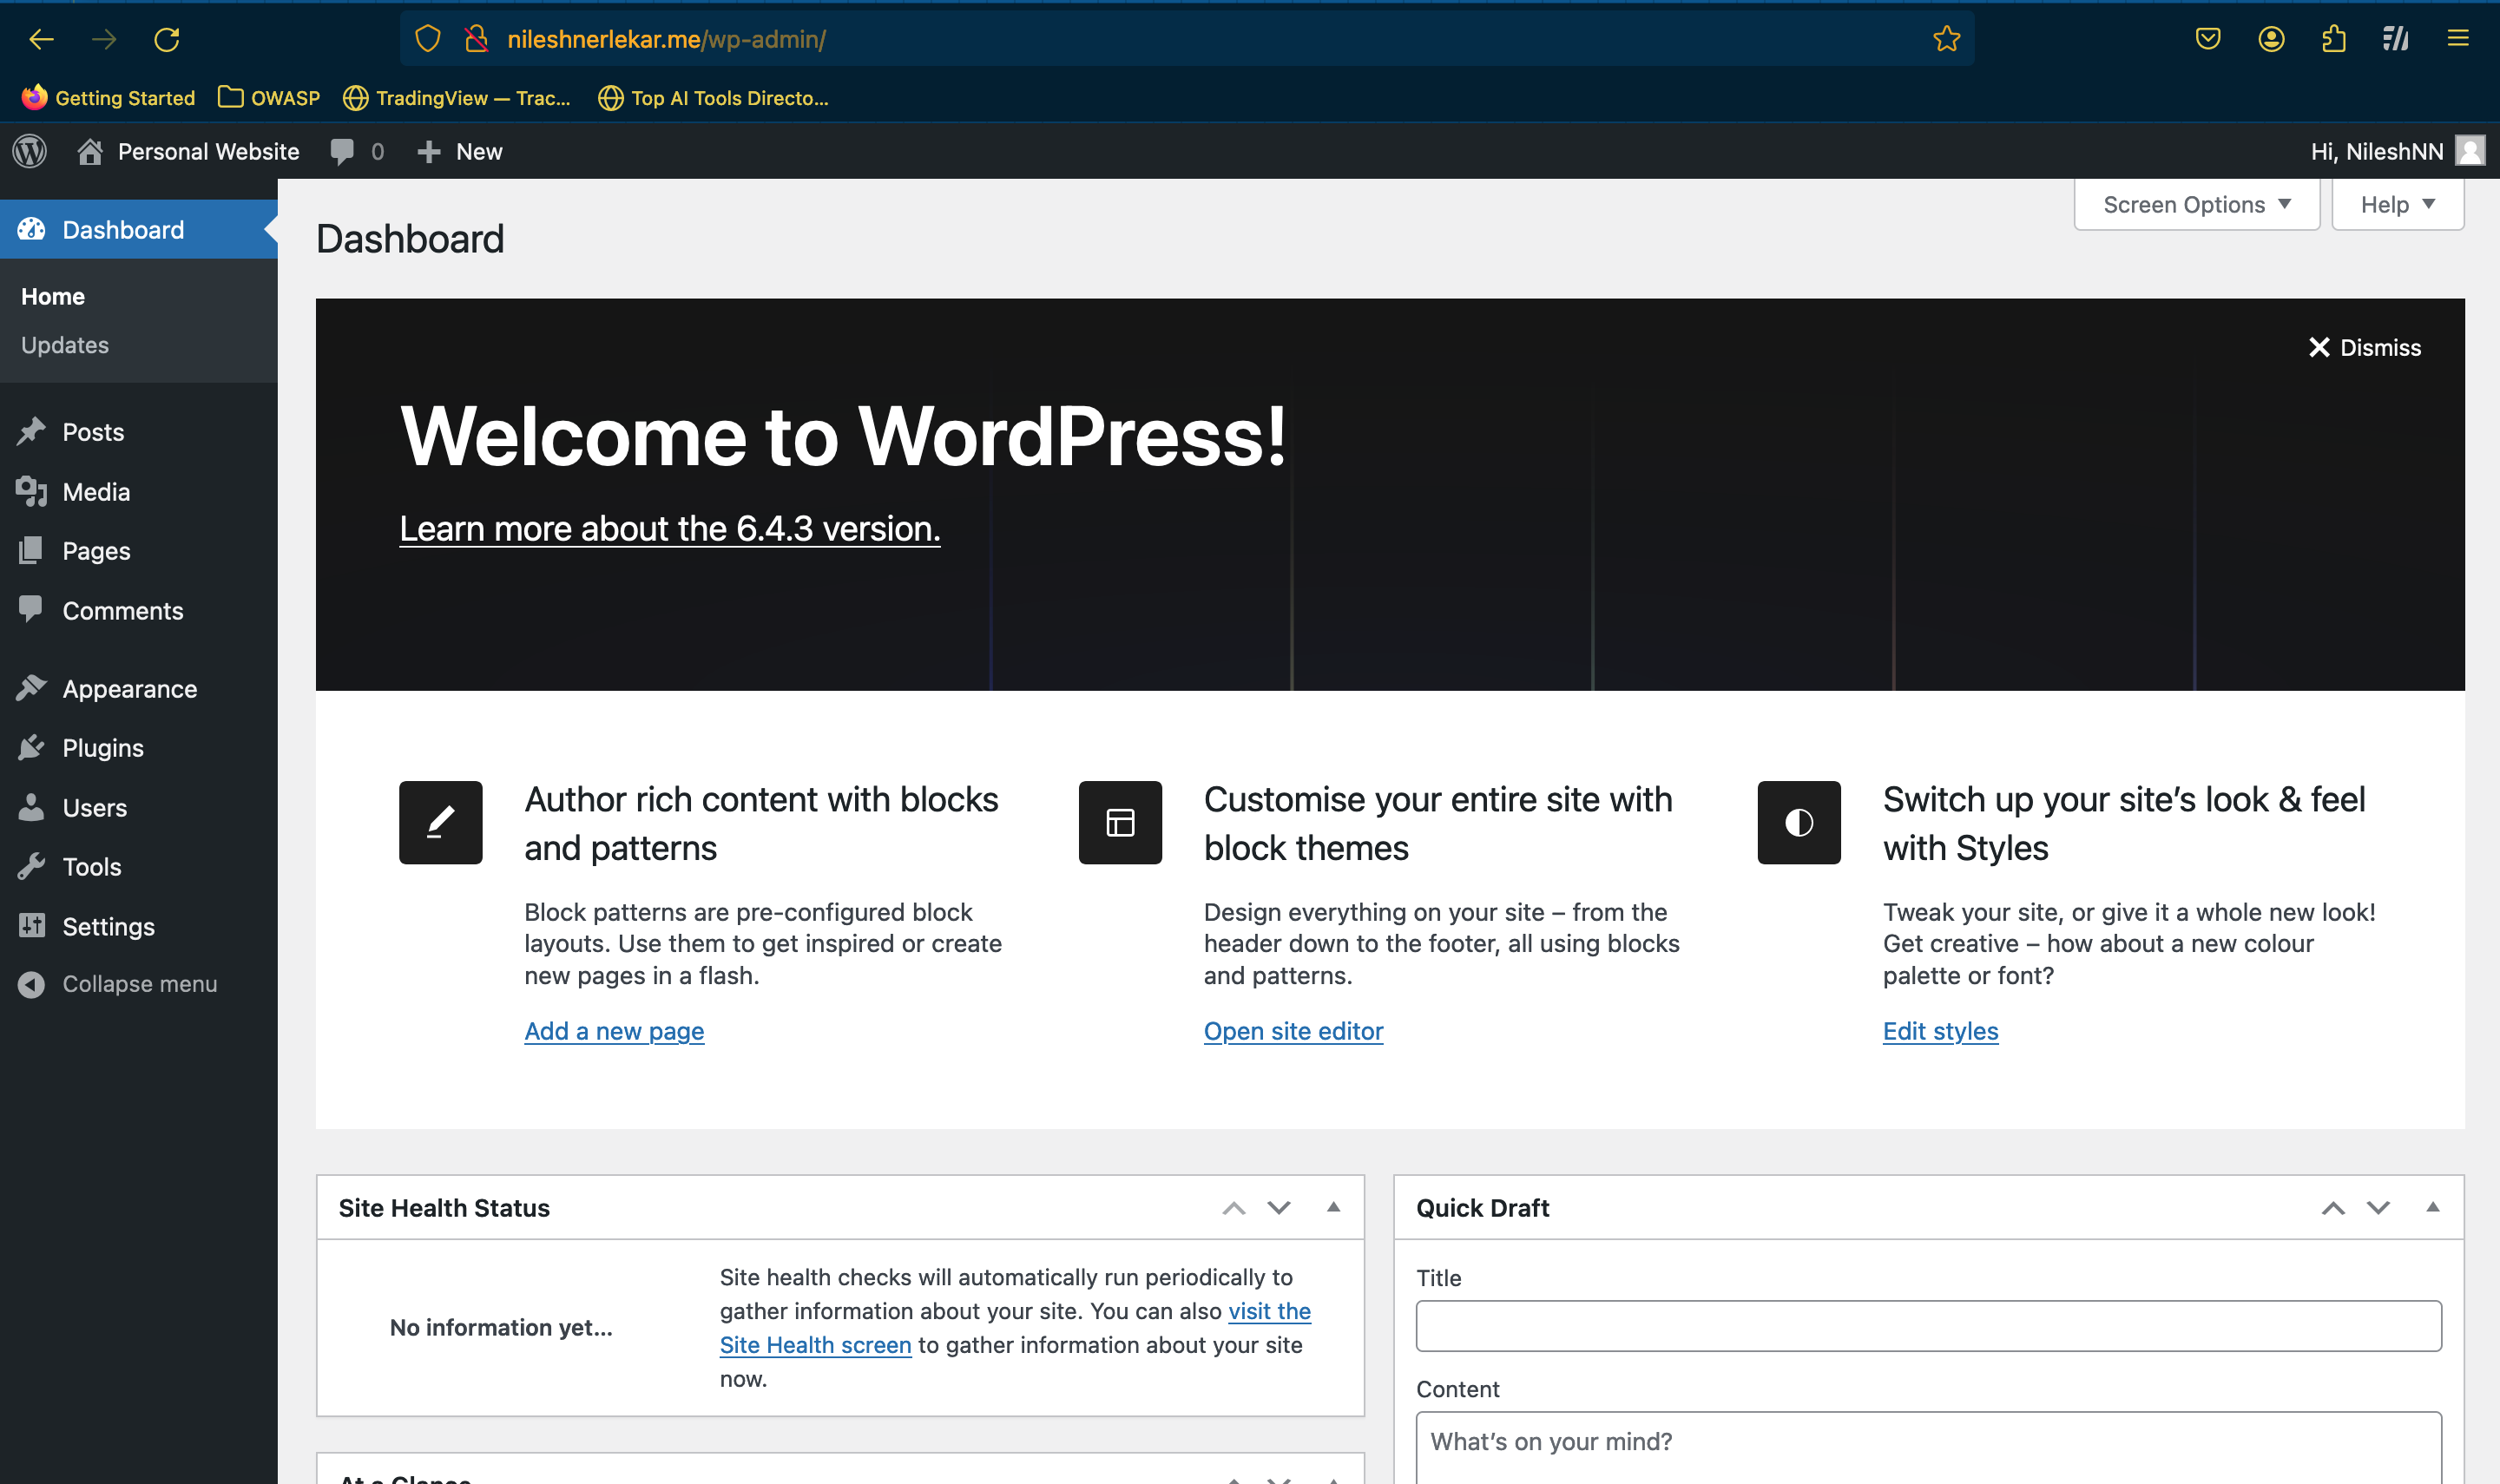 nileshnerlekar.me/wp-admin/
Getting Started OWASP TradingView — Trac... Top AI Tools Directo...
Personal Website 0 New Hi, NileshNN
Screen Options Help
Dashboard
Home
Updates
Posts
Media
Pages
Comments
Appearance
Plugins
Users
Tools
Settings
Collapse menu
Dashboard
Dismiss
Welcome to WordPress!
Learn more about the 6.4.3 version.
Author rich content with blocks
and patterns
Block patterns are pre-configured block
layouts. Use them to get inspired or create
new pages in a flash.
Add a new page
Customise your entire site with
block themes
Design everything on your site – from the
header down to the footer, all using blocks
and patterns.
Open site editor
Switch up your site’s look & feel
with Styles
Tweak your site, or give it a whole new look!
Get creative – how about a new colour
palette or font?
Edit styles
Site Health Status
No information yet...
Site health checks will automatically run periodically to
gather information about your site. You can also visit the
Site Health screen to gather information about your site
now.
At a Glance
Quick Draft
Title
Content
What’s on your mind?